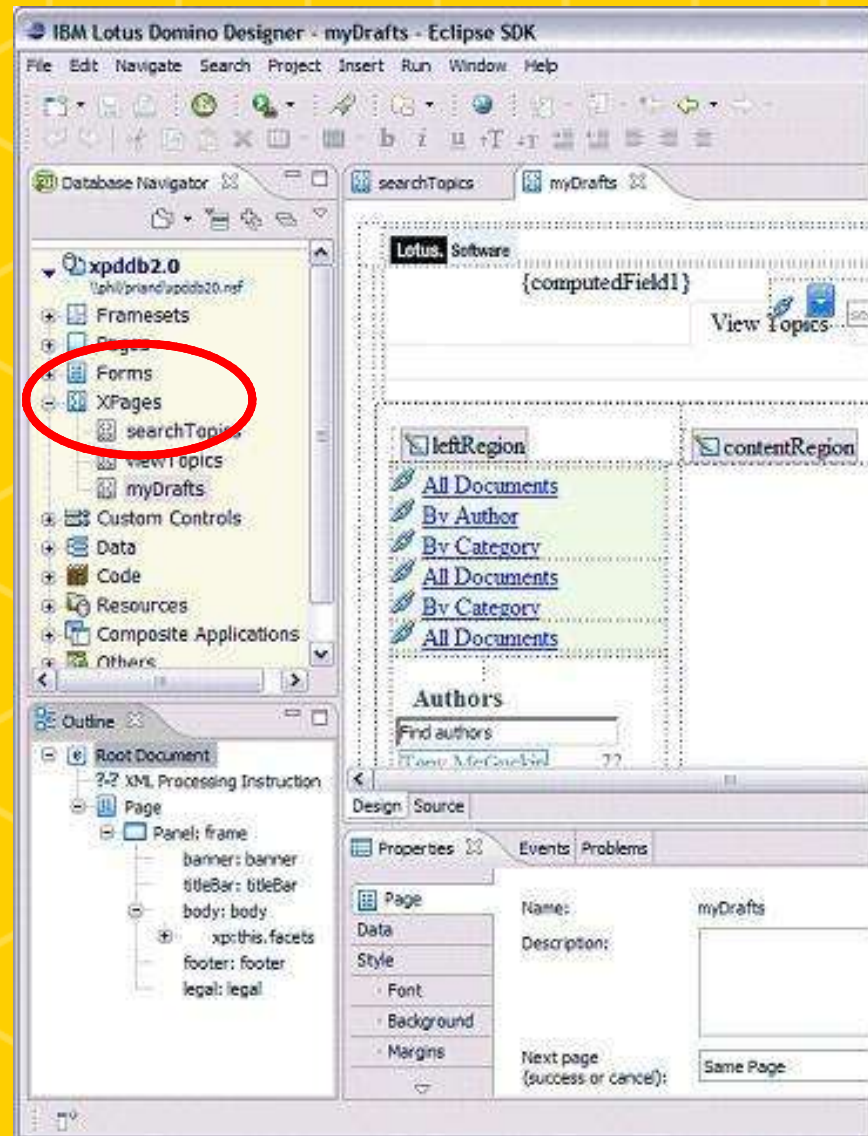 IBM Lotus Domino Designer - myDrafts - Eclipse SDK
File Edit Navigate Search Project Insert Run Window Help
b i u
Database Navigator
xpddb2.0
Framesets
Pages
Forms
XPages
searchTopics
viewTopics
myDrafts
Custom Controls
Data
Code
Resources
Composite Applications
Others
searchTopics myDrafts
Lotus. Software
{computedField1}
View Topics
leftRegion contentRegion
All Documents
By Author
By Category
All Documents
By Category
All Documents
Authors
Find authors
Design Source
Outline
Root Document
?-? XML Processing Instruction
Page
Panel: frame
banner: banner
titleBar: titleBar
body: body
xp:this.facets
footer: footer
legal: legal
Properties Events Problems
Page
Data
Style
Font
Background
Margins
Name: myDrafts
Description:
Next page
(success or cancel): Same Page